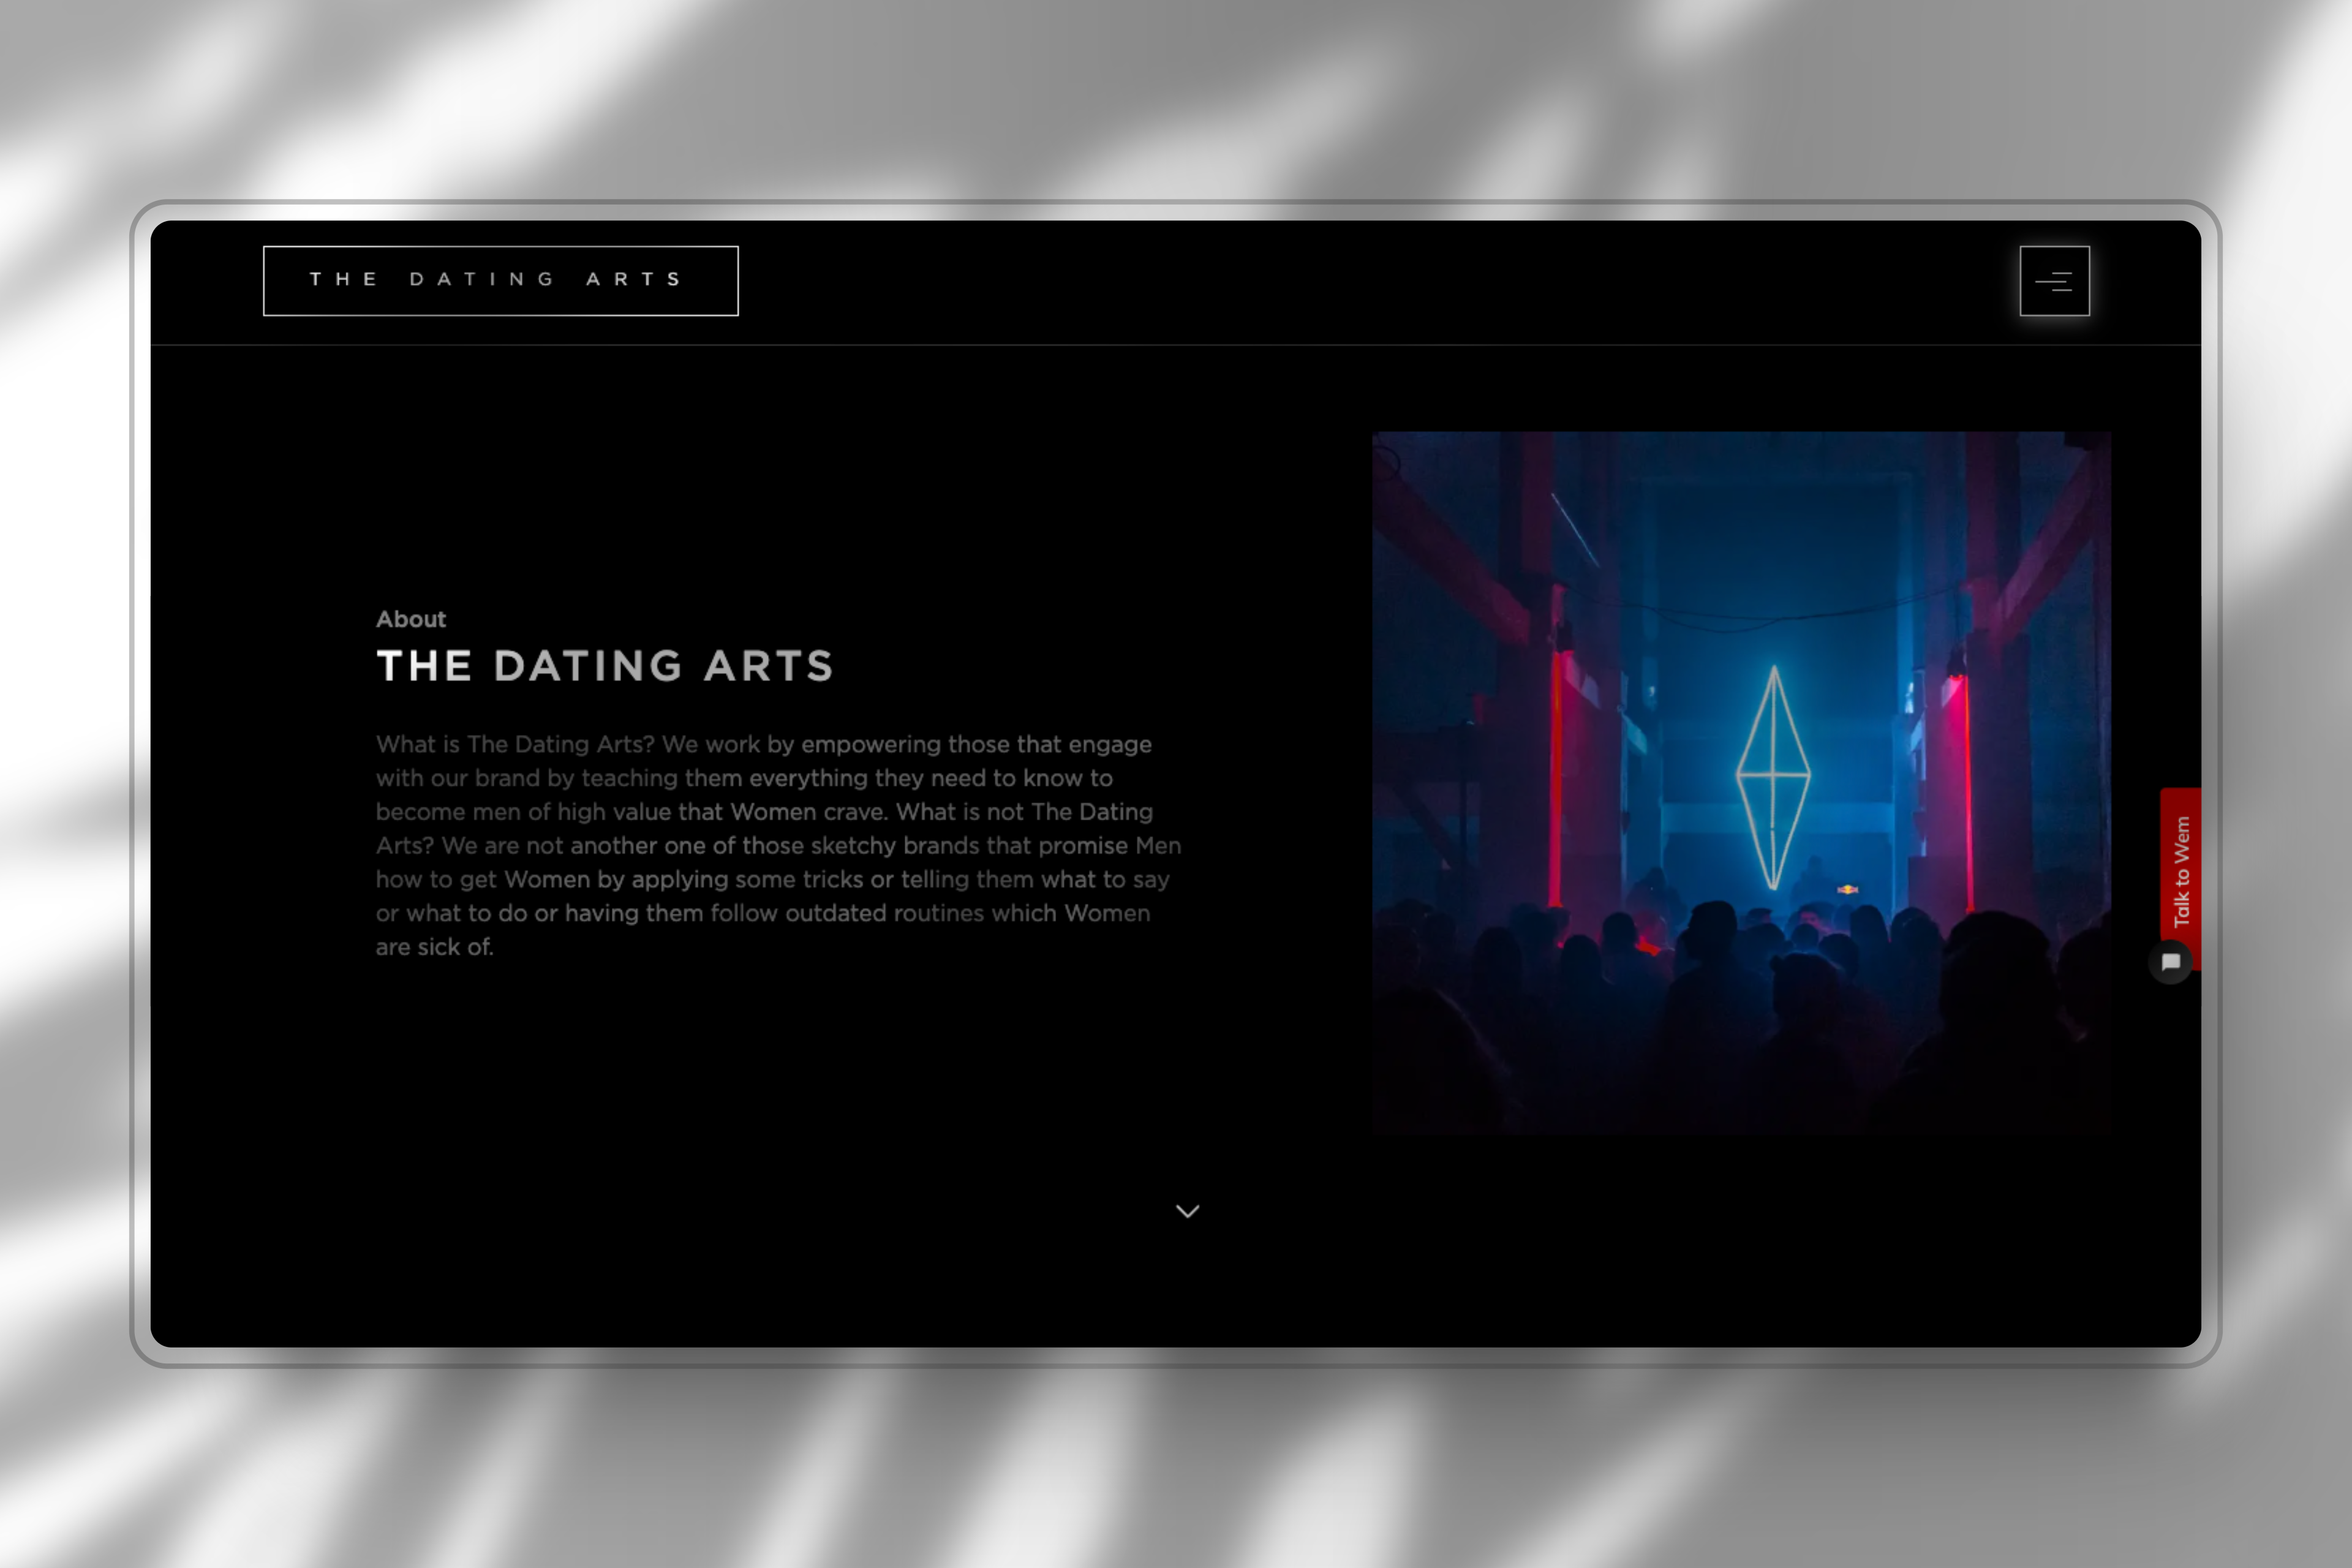 THE DATING ARTS
About
THE DATING ARTS
What is The Dating Arts? We work by empowering those that engage
with our brand by teaching them everything they need to know to
become men of high value that Women crave. What is not The Dating
Arts? We are not another one of those sketchy brands that promise Men
how to get Women by applying some tricks or telling them what to say
or what to do or having them follow outdated routines which Women
are sick of.
Talk to Wem